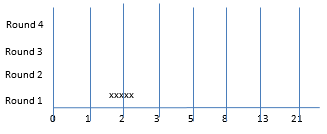 Round 4
Round 3
Round 2
xxxxx
Round 1
0 1 2 3 5 8 13 21